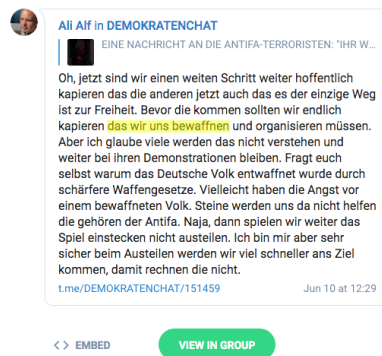 Ali Alf in DEMOKRATENCHAT
EINE NACHRICHT AN DIE ANTIFA-TERRORISTEN: "IHR W...
Oh, jetzt sind wir einen weiten Schritt weiter hoffentlich
kapieren das die anderen jetzt auch das es der einzige Weg
ist zur Freiheit. Bevor die kommen sollten wir endlich
kapieren das wir uns bewaffnen und organisieren müssen.
Aber ich glaube viele werden das nicht verstehen und
weiter bei ihren Demonstrationen bleiben. Fragt euch
selbst warum das Deutsche Volk entwaffnet wurde durch
schärfere Waffengesetze. Vielleicht haben die Angst vor
einem bewaffneten Volk. Steine werden uns da nicht helfen
die gehören der Antifa. Naja, dann spielen wir weiter das
Spiel einstecken nicht austeilen. Ich bin mir aber sehr
sicher beim Austeilen werden wir viel schneller ans Ziel
kommen, damit rechnen die nicht.
t.me/DEMOKRATENCHAT/151459 Jun 10 at 12:29
<> EMBED VIEW IN GROUP